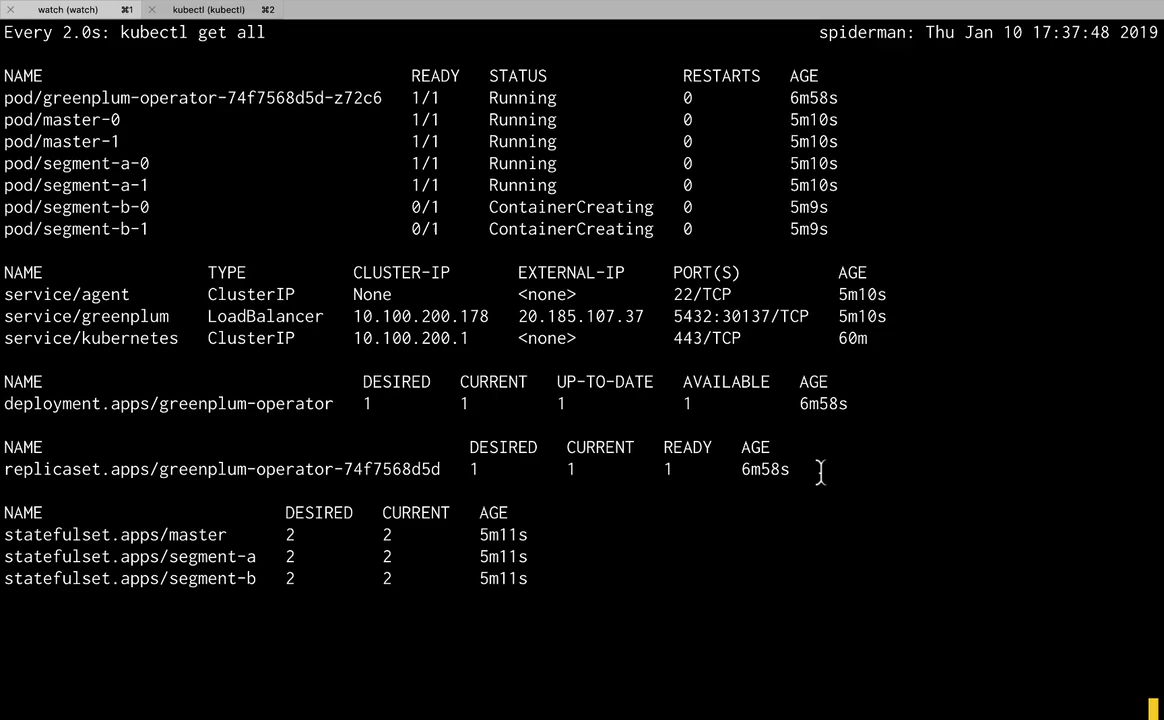 watch (watch) ⌘1 kubectl (kubectl) ⌘2
Every 2.0s: kubectl get all spiderman: Thu Jan 10 17:37:48 2019
NAME READY STATUS RESTARTS AGE
pod/greenplum-operator-74f7568d5d-z72c6 1/1 Running 0 6m58s
pod/master-0 1/1 Running 0 5m10s
pod/master-1 1/1 Running 0 5m10s
pod/segment-a-0 1/1 Running 0 5m10s
pod/segment-a-1 1/1 Running 0 5m10s
pod/segment-b-0 0/1 ContainerCreating 0 5m9s
pod/segment-b-1 0/1 ContainerCreating 0 5m9s
NAME TYPE CLUSTER-IP EXTERNAL-IP PORT(S) AGE
service/agent ClusterIP None <none> 22/TCP 5m10s
service/greenplum LoadBalancer 10.100.200.178 20.185.107.37 5432:30137/TCP 5m10s
service/kubernetes ClusterIP 10.100.200.1 <none> 443/TCP 60m
NAME DESIRED CURRENT UP-TO-DATE AVAILABLE AGE
deployment.apps/greenplum-operator 1 1 1 1 6m58s
NAME DESIRED CURRENT READY AGE
replicaset.apps/greenplum-operator-74f7568d5d 1 1 1 6m58s
NAME DESIRED CURRENT AGE
statefulset.apps/master 2 2 5m11s
statefulset.apps/segment-a 2 2 5m11s
statefulset.apps/segment-b 2 2 5m11s